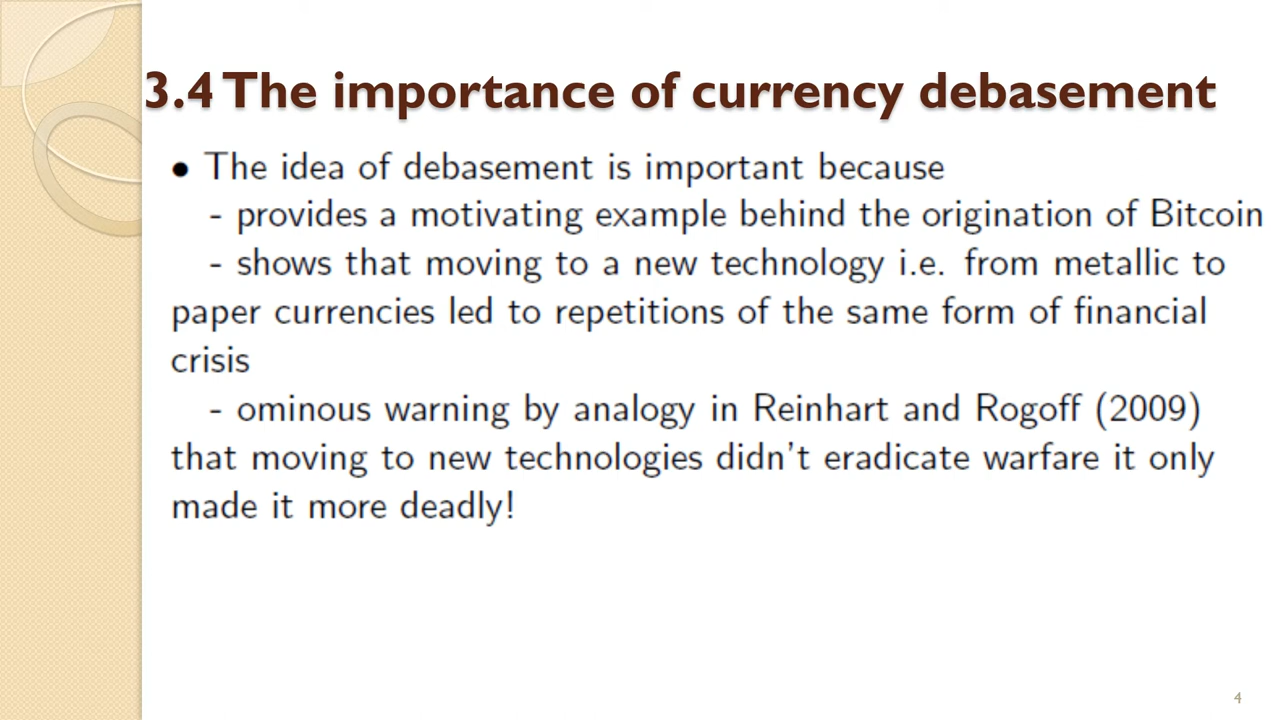 3.4 The importance of currency debasement
• The idea of debasement is important because
- provides a motivating example behind the origination of Bitcoin
- shows that moving to a new technology i.e. from metallic to
paper currencies led to repetitions of the same form of financial
crisis
- ominous warning by analogy in Reinhart and Rogoff (2009)
that moving to new technologies didn't eradicate warfare it only
made it more deadly!
4